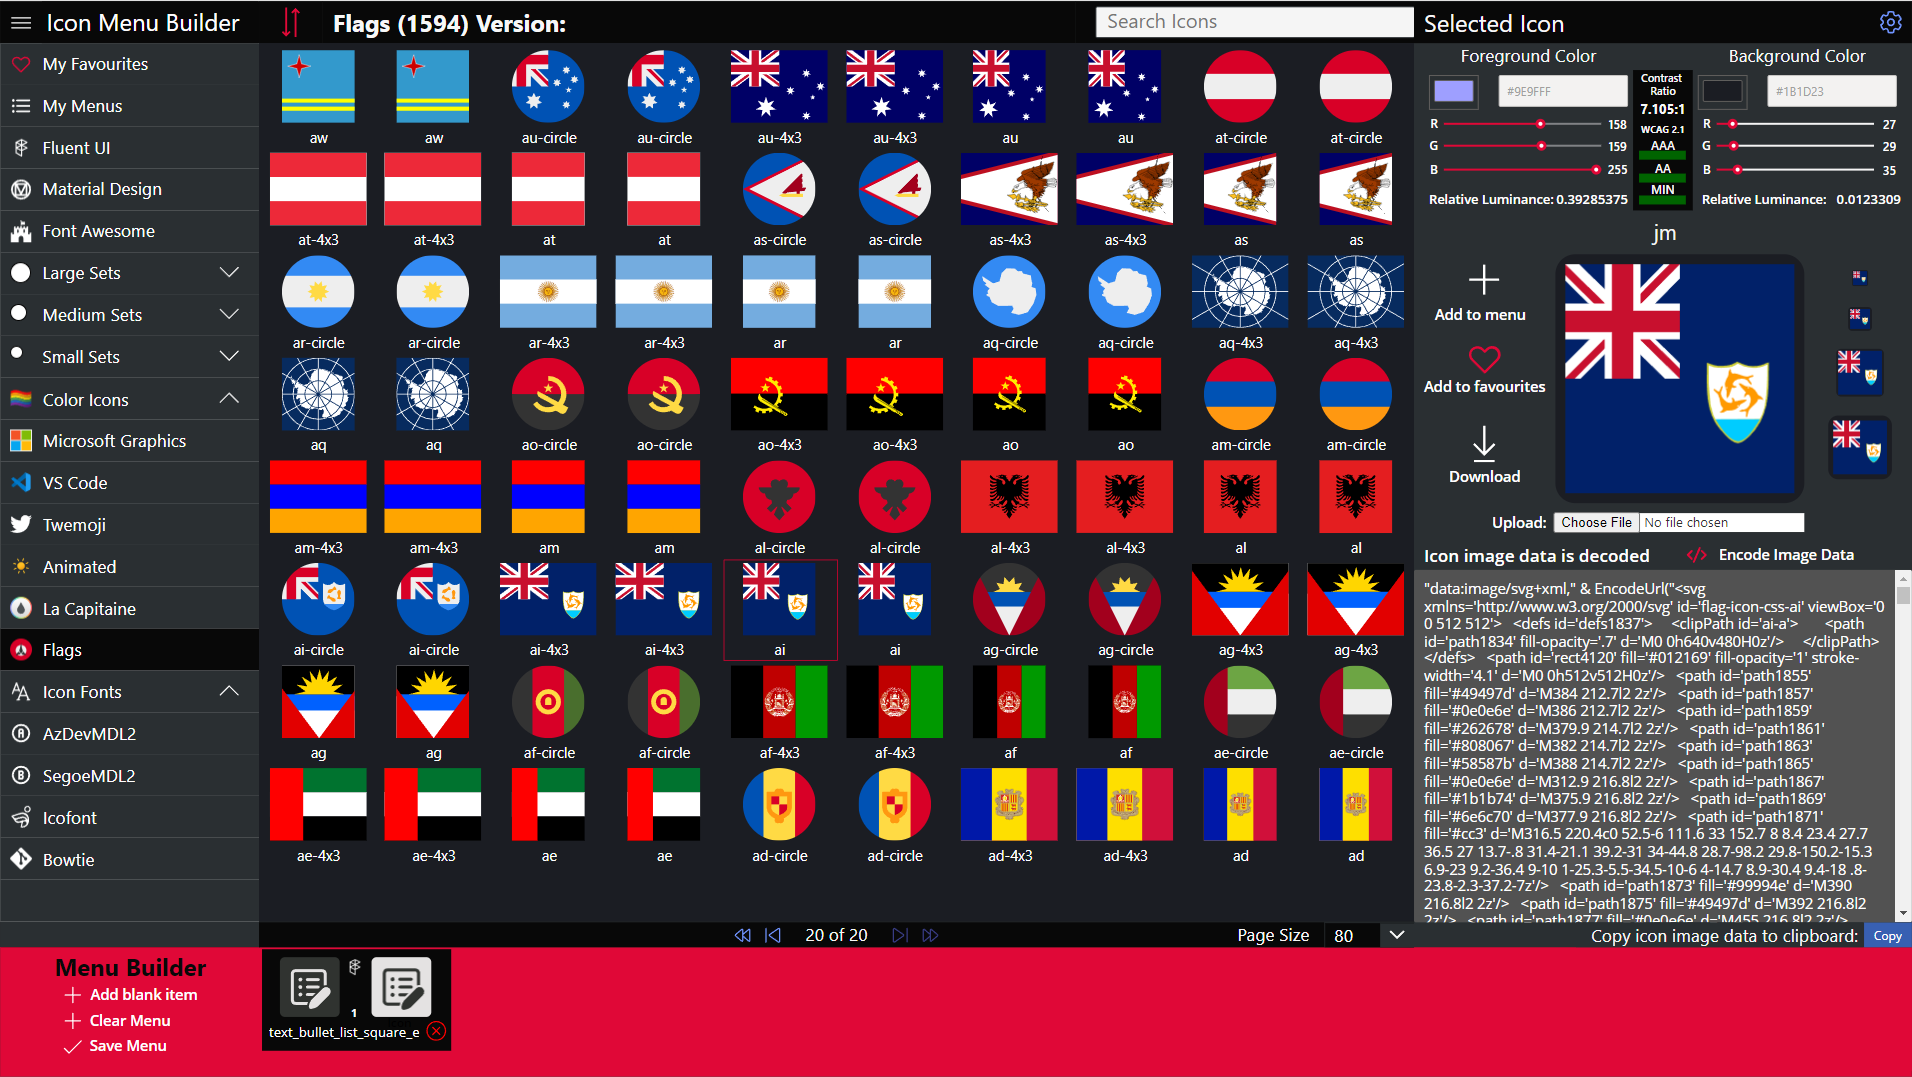 Icon Menu Builder
Flags (1594) Version:
Search Icons
Selected Icon
My Favourites
My Menus
Fluent UI
Material Design
Font Awesome
Large Sets
Medium Sets
Small Sets
Color Icons
Microsoft Graphics
VS Code
Twemoji
Animated
La Capitaine
Flags
Icon Fonts
AzDevMDL2
SegoeMDL2
Icofont
Bowtie
aw aw au-circle au-circle au-4x3 au-4x3 au au at-circle at-circle
at-4x3 at-4x3 at at as-circle as-circle as-4x3 as-4x3 as as
ar-circle ar-circle ar-4x3 ar-4x3 ar ar aq-circle aq-circle aq-4x3 aq-4x3
aq aq ao-circle ao-circle ao-4x3 ao-4x3 ao ao am-circle am-circle
am-4x3 am-4x3 am am al-circle al-circle al-4x3 al-4x3 al al
ai-circle ai-circle ai-4x3 ai-4x3 ai ai ag-circle ag-circle ag-4x3 ag-4x3
ag ag af-circle af-circle af-4x3 af-4x3 af af ae-circle ae-circle
ae-4x3 ae-4x3 ae ae ad-circle ad-circle ad-4x3 ad-4x3 ad ad
20 of 20
Page Size 80
Foreground Color
#9E9FFF
R 158
G 159
B 255
Relative Luminance: 0.39285375
Contrast
Ratio
7.105:1
WCAG 2.1
AAA
AA
MIN
Background Color
#1B1D23
R 27
G 29
B 35
Relative Luminance: 0.0123309
jm
Add to menu
Add to favourites
Download
Upload: Choose File No file chosen
Icon image data is decoded
Encode Image Data
"data:image/svg+xml," & EncodeUrl("<svg
xmlns='http://www.w3.org/2000/svg' id='flag-icon-css-ai' viewBox='0
0 512 512'> <defs id='defs1837'> <clipPath id='ai-a'> <path
id='path1834' fill-opacity='.7' d='M0 0h640v480H0z'/> </clipPath>
</defs> <path id='rect4120' fill='#012169' fill-opacity='1' stroke-
width='4.1' d='M0 0h512v512H0z'/> <path id='path1855'
fill='#49497d' d='M384 212.7l2 2z'/> <path id='path1857'
fill='#0e0e6e' d='M386 212.7l2 2z'/> <path id='path1859'
fill='#262678' d='M379.9 214.7l2 2z'/> <path id='path1861'
fill='#808067' d='M382 214.7l2 2z'/> <path id='path1863'
fill='#58587b' d='M388 214.7l2 2z'/> <path id='path1865'
fill='#0e0e6e' d='M312.9 216.8l2 2z'/> <path id='path1867'
fill='#1b1b74' d='M375.9 216.8l2 2z'/> <path id='path1869'
fill='#6e6c70' d='M377.9 216.8l2 2z'/> <path id='path1871'
fill='#cc3' d='M316.5 220.4c0 52.5-6 111.6 33 152.7 8 8.4 23.4 27.7
36.5 27 13.7-.8 31.4-21.1 39.2-31 34-44.8 28.7-98.2 29.8-150.2-15.3
6.9-23 9.2-36.4 9-10 1-25.3-5.5-34.5-10-6 4-14.7 8.9-30.4 9.4-18 .8-
23.8-2.3-37.2-7z'/> <path id='path1873' fill='#99994e' d='M390
216.8l2 2z'/> <path id='path1875' fill='#49497d' d='M392 216.8l2
2z'/> <path id='path1877' fill='#0e0e6e' d='M455 216.8l2 2z'/>
Copy icon image data to clipboard: Copy
Menu Builder
Add blank item
Clear Menu
Save Menu
1
text_bullet_list_square_e